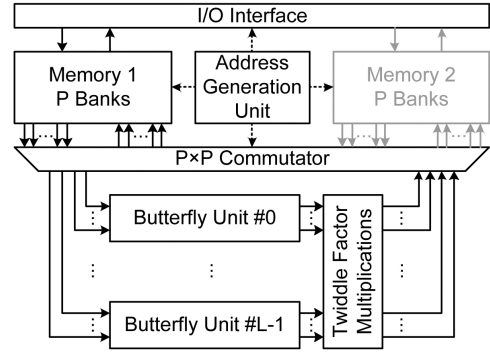 I/O Interface
Memory 1
P Banks
Address
Generation
Unit
Memory 2
P Banks
P×P Commutator
Butterfly Unit #0
Butterfly Unit #L-1
Twiddle Factor
Multiplications